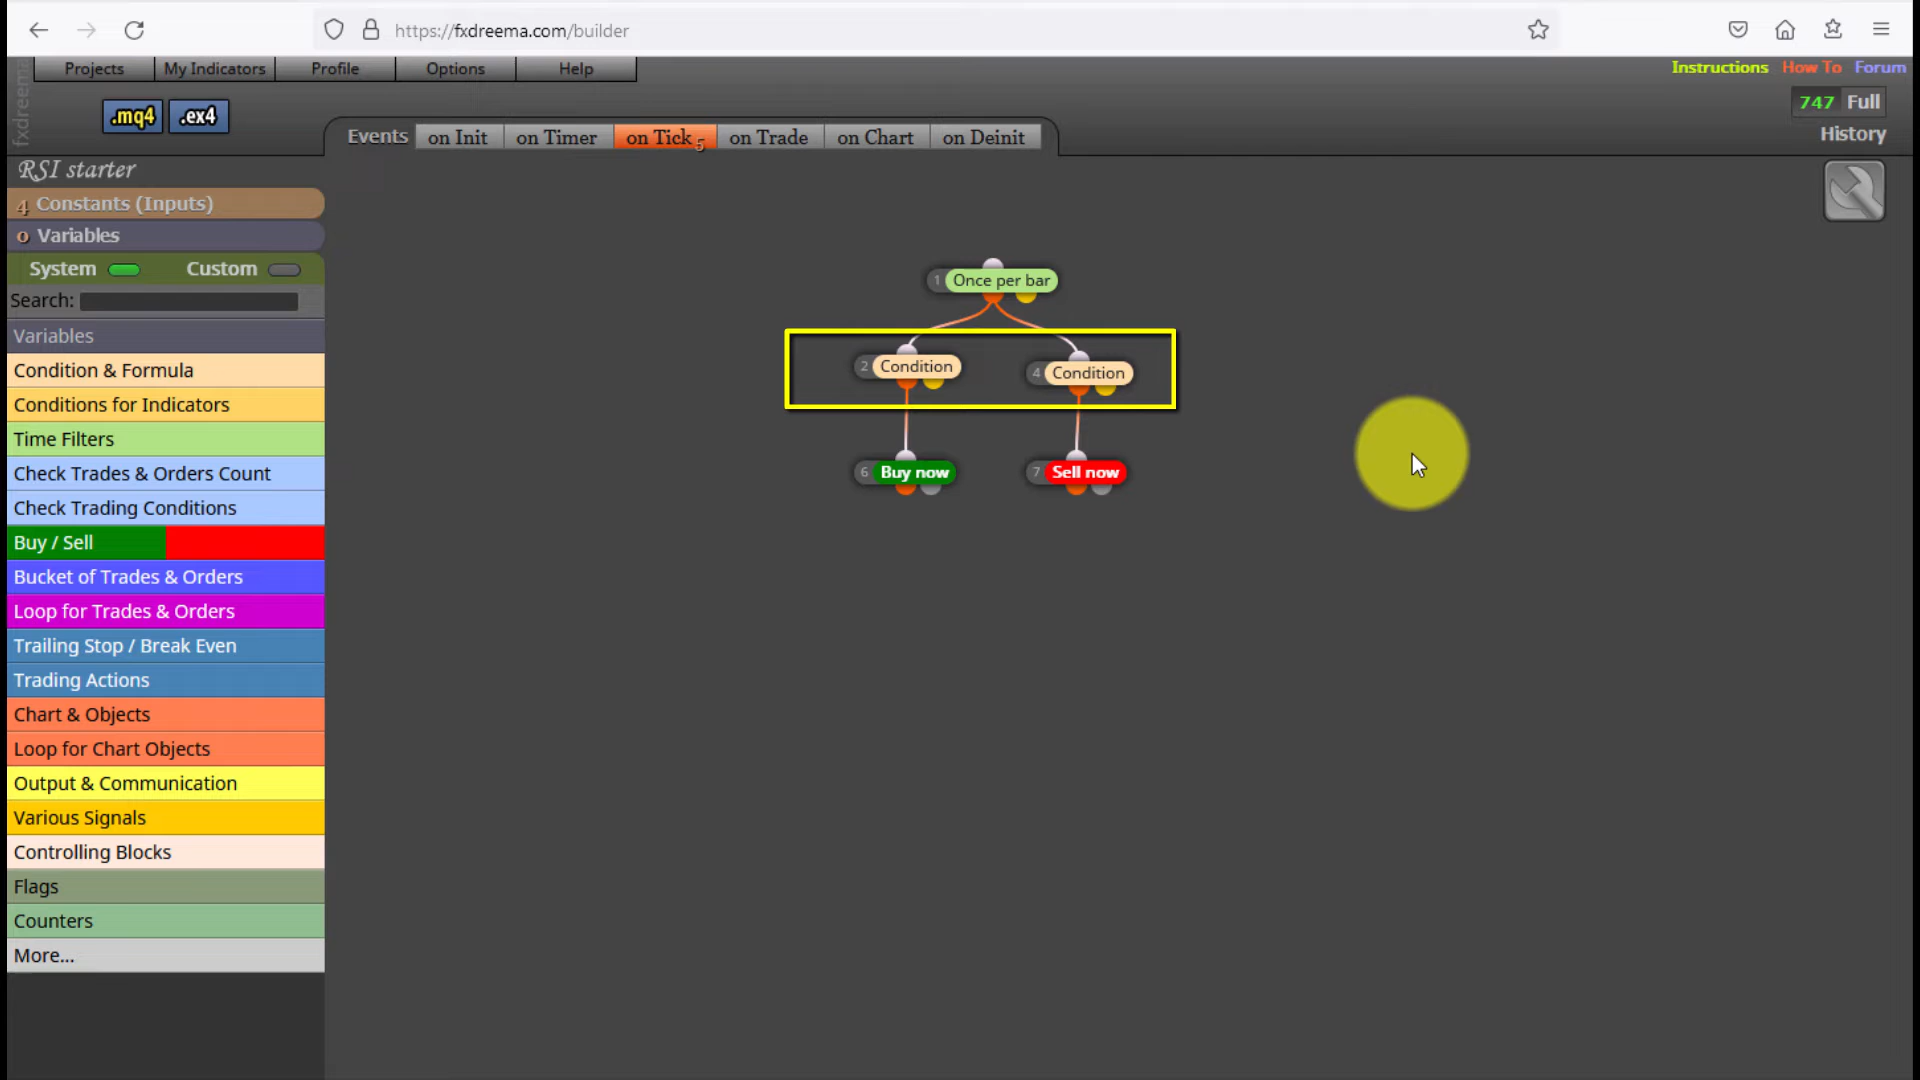 https://fxdreema.com/builder
Projects My Indicators Profile Options Help
Instructions How To Forum
fxdreema
.mq4 .ex4
747 Full
Events on Init on Timer on Tick 5 on Trade on Chart on Deinit
History
RSI starter
4 Constants (Inputs)
0 Variables
System Custom
Search:
Variables
Condition & Formula
Conditions for Indicators
Time Filters
Check Trades & Orders Count
Check Trading Conditions
Buy / Sell
Bucket of Trades & Orders
Loop for Trades & Orders
Trailing Stop / Break Even
Trading Actions
Chart & Objects
Loop for Chart Objects
Output & Communication
Various Signals
Controlling Blocks
Flags
Counters
More...
1 Once per bar
2 Condition
4 Condition
6 Buy now
7 Sell now